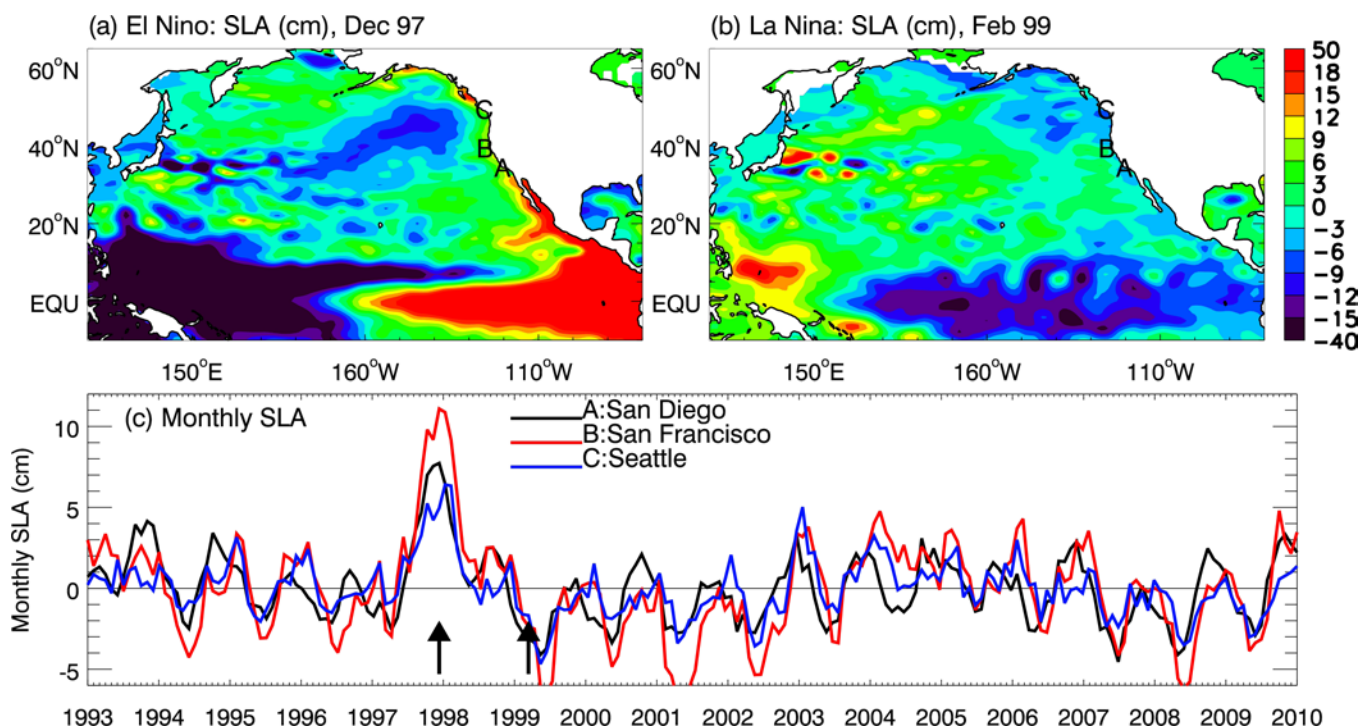 (a) El Nino: SLA (cm), Dec 97
(b) La Nina: SLA (cm), Feb 99
60°N
40°N
20°N
EQU
C
B
A
150°W
160°W
110°W
60°N
40°N
20°N
EQU
C
B
A
150°W
160°W
110°W
50
18
15
12
9
6
3
0
-3
-6
-9
-12
-15
-40
(c) Monthly SLA
A:San Diego
B:San Francisco
C:Seattle
Monthly SLA (cm)
10
5
0
-5
1993 1994 1995 1996 1997 1998 1999 2000 2001 2002 2003 2004 2005 2006 2007 2008 2009 2010